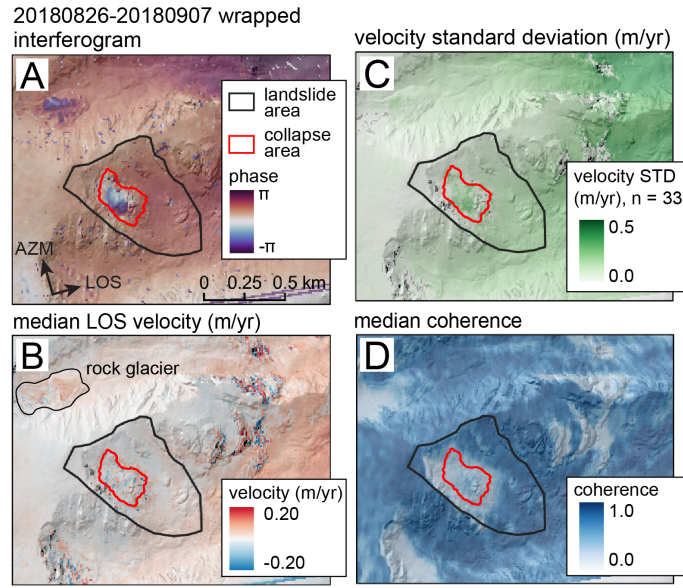 20180826-20180907 wrapped
interferogram
A
landslide
area
collapse
area
phase
π
-π
AZM
LOS
0 0.25 0.5 km
velocity standard deviation (m/yr)
C
velocity STD
(m/yr), n = 33
0.5
0.0
median LOS velocity (m/yr)
B
rock glacier
velocity (m/yr)
0.20
-0.20
median coherence
D
coherence
1.0
0.0